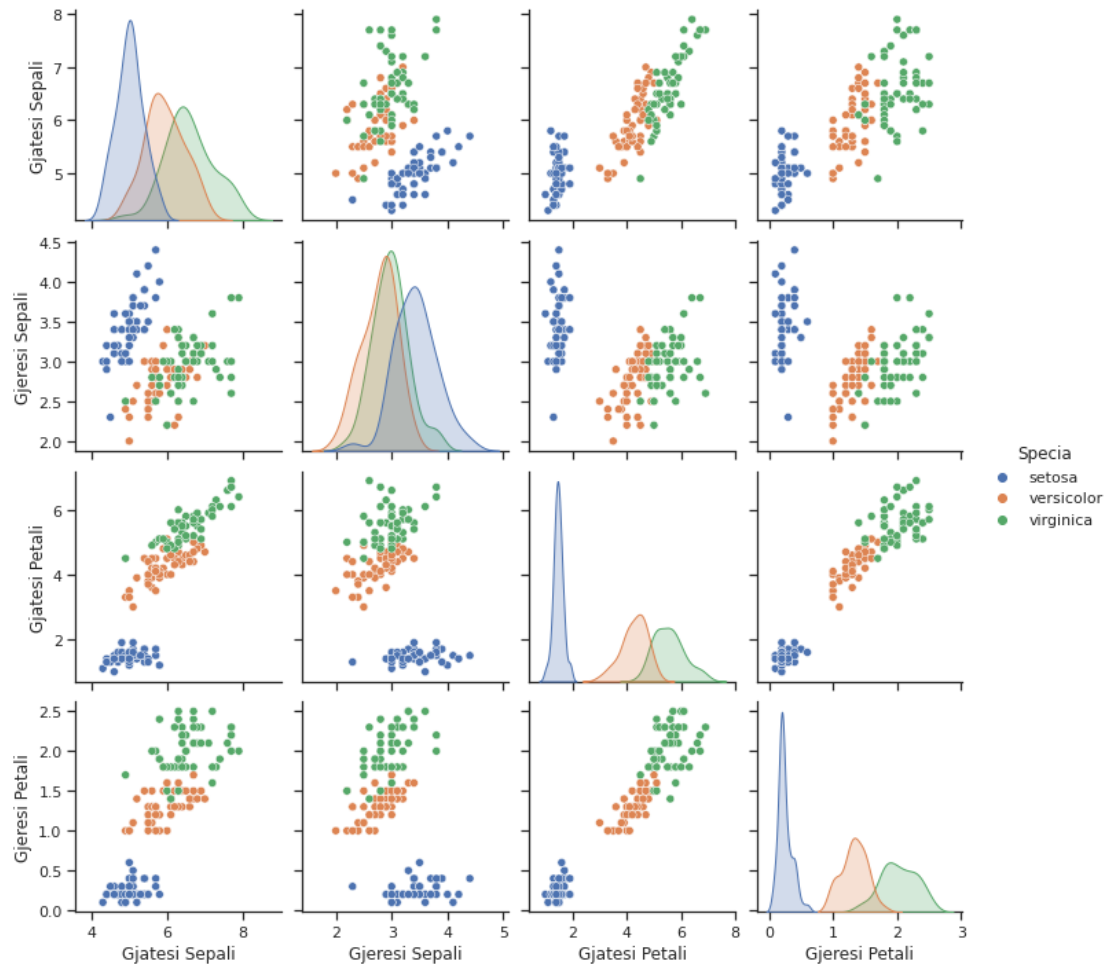 Gjatesi Sepali
8
7
6
5
Gjeresi Sepali
4.5
4.0
3.5
3.0
2.5
2.0
Specia
setosa
versicolor
virginica
Gjatesi Petali
6
4
2
Gjeresi Petali
2.5
2.0
1.5
1.0
0.5
0.0
4 6 8
2 3 4 5
2 4 6 8
0 1 2 3
Gjatesi Sepali
Gjeresi Sepali
Gjatesi Petali
Gjeresi Petali